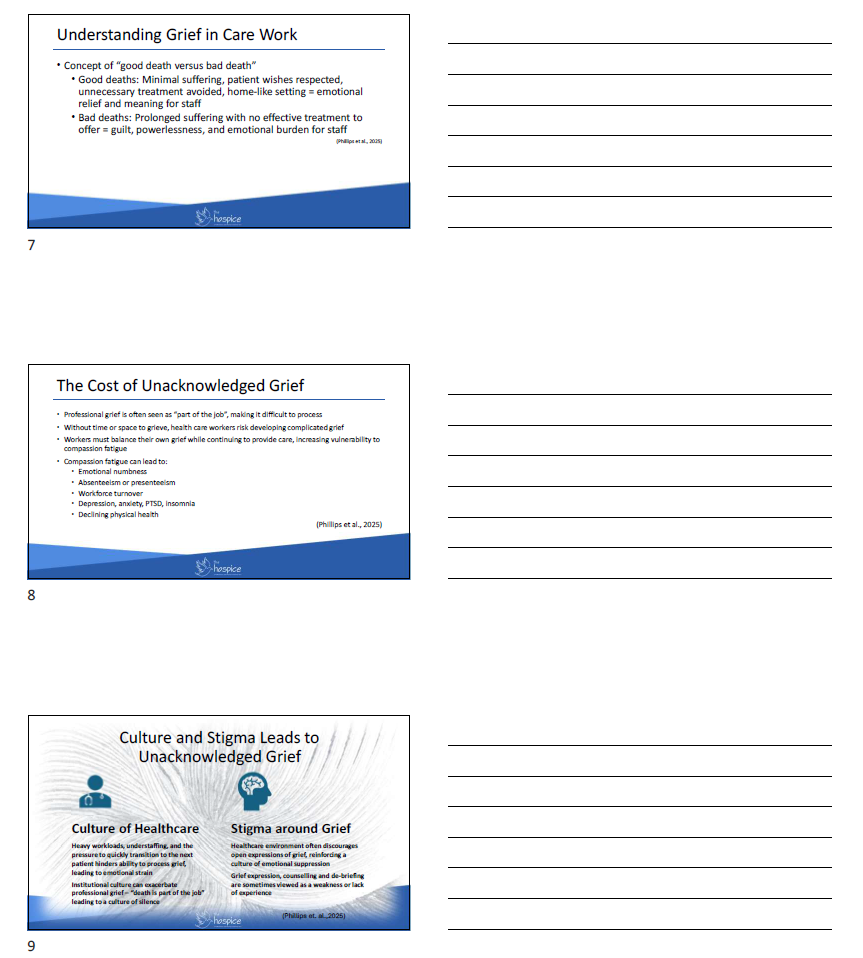 Understanding Grief in Care Work
• Concept of “good death versus bad death”
• Good deaths: Minimal suffering, patient wishes respected,
unnecessary treatment avoided, home-like setting = emotional
relief and meaning for staff
• Bad deaths: Prolonged suffering with no effective treatment to
offer = guilt, powerlessness, and emotional burden for staff
(Phillips et al., 2025)
hospice
7
The Cost of Unacknowledged Grief
• Professional grief is often seen as “part of the job”, making it difficult to process
• Without time or space to grieve, health care workers risk developing complicated grief
• Workers must balance their own grief while continuing to provide care, increasing vulnerability to
compassion fatigue
• Compassion fatigue can lead to:
• Emotional numbness
• Absenteeism or presenteeism
• Workforce turnover
• Depression, anxiety, PTSD, insomnia
• Declining physical health
(Phillips et al., 2025)
hospice
8
Culture and Stigma Leads to
Unacknowledged Grief
Culture of Healthcare
Heavy workloads, understaffing, and the
pressure to quickly transition to the next
patient hinders ability to process grief,
leading to emotional strain
Institutional culture can exacerbate
professional grief – “death is part of the job”
leading to a culture of silence
Stigma around Grief
Healthcare environment often discourages
open expressions of grief, reinforcing a
culture of emotional suppression
Grief expression, counselling and de-briefing
are sometimes viewed as a weakness or lack
of experience
(Phillips et. al.,2025)
hospice
9